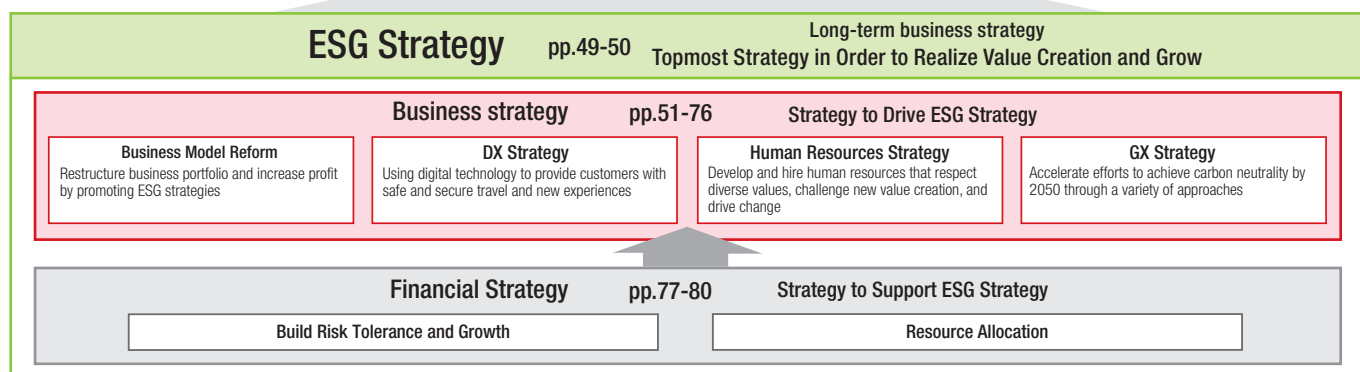 ESG Strategy pp.49-50 Long-term business strategy
Topmost Strategy in Order to Realize Value Creation and Grow
Business strategy pp.51-76 Strategy to Drive ESG Strategy
Business Model Reform
Restructure business portfolio and increase profit
by promoting ESG strategies
DX Strategy
Using digital technology to provide customers with
safe and secure travel and new experiences
Human Resources Strategy
Develop and hire human resources that respect
diverse values, challenge new value creation, and
drive change
GX Strategy
Accelerate efforts to achieve carbon neutrality by
2050 through a variety of approaches
Financial Strategy pp.77-80 Strategy to Support ESG Strategy
Build Risk Tolerance and Growth
Resource Allocation